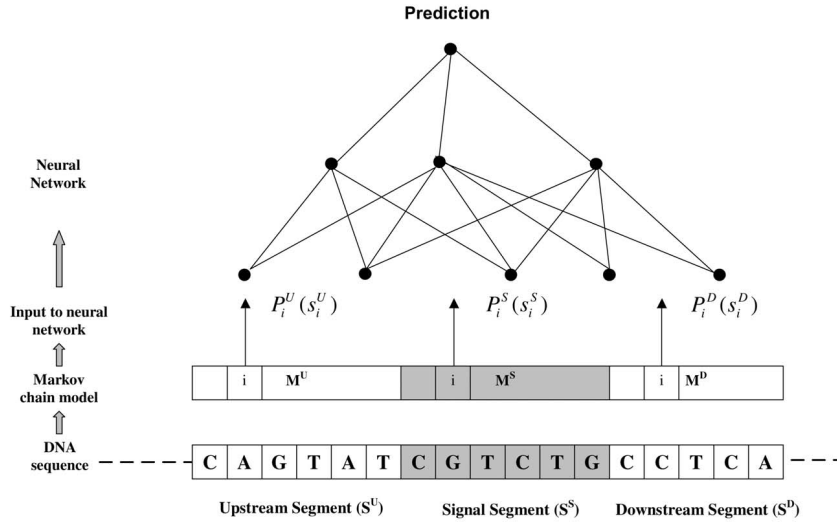 Prediction
Neural
Network
P_i^U(s_i^U) P_i^S(s_i^S) P_i^D(s_i^D)
Input to neural
network
Markov
chain model
i M^U i M^S i M^D
DNA
sequence
C A G T A T C G T C T G C C T C A
Upstream Segment (S^U) Signal Segment (S^S) Downstream Segment (S^D)